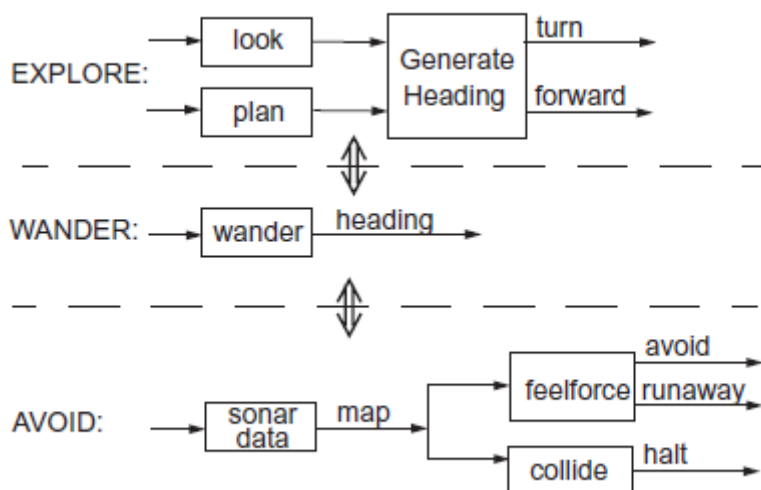 EXPLORE:
look
plan
Generate
Heading
turn
forward
WANDER:
wander
heading
AVOID:
sonar
data
map
feelforce
avoid
runaway
collide
halt